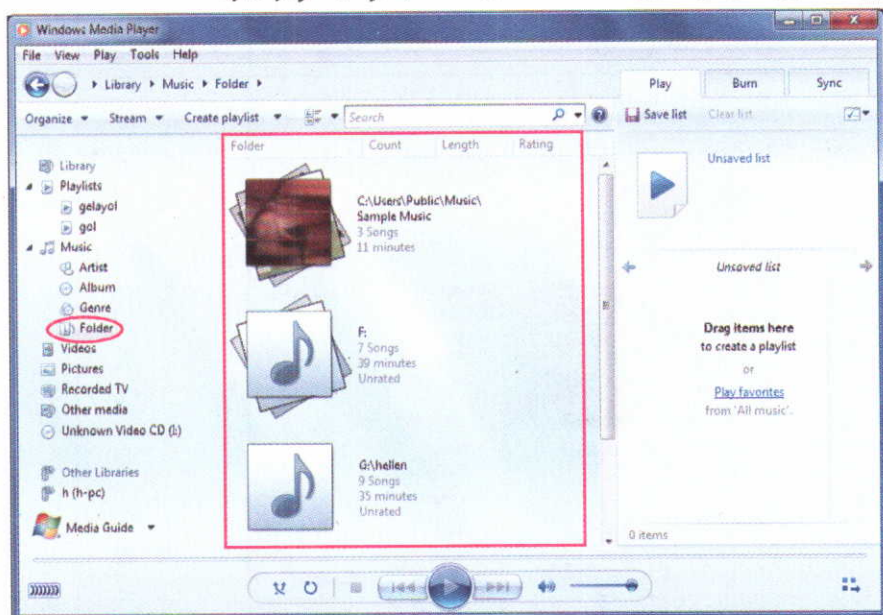 Windows Media Player
File View Play Tools Help
Library Music Folder
Play Burn Sync
Organize Stream Create playlist Search
Save list Clear list
Folder Count Length Rating
Library
Playlists
gelayol
gol
Music
Artist
Album
Genre
Folder
Videos
Pictures
Recorded TV
Other media
Unknown Video CD (I:)
Other Libraries
h (h-pc)
Media Guide
C:\Users\Public\Music\
Sample Music
3 Songs
11 minutes
F:
7 Songs
39 minutes
Unrated
G:\hellen
9 Songs
35 minutes
Unrated
Unsaved list
Unsaved list
Drag items here
to create a playlist
or
Play favorites
from 'All music'.
0 items